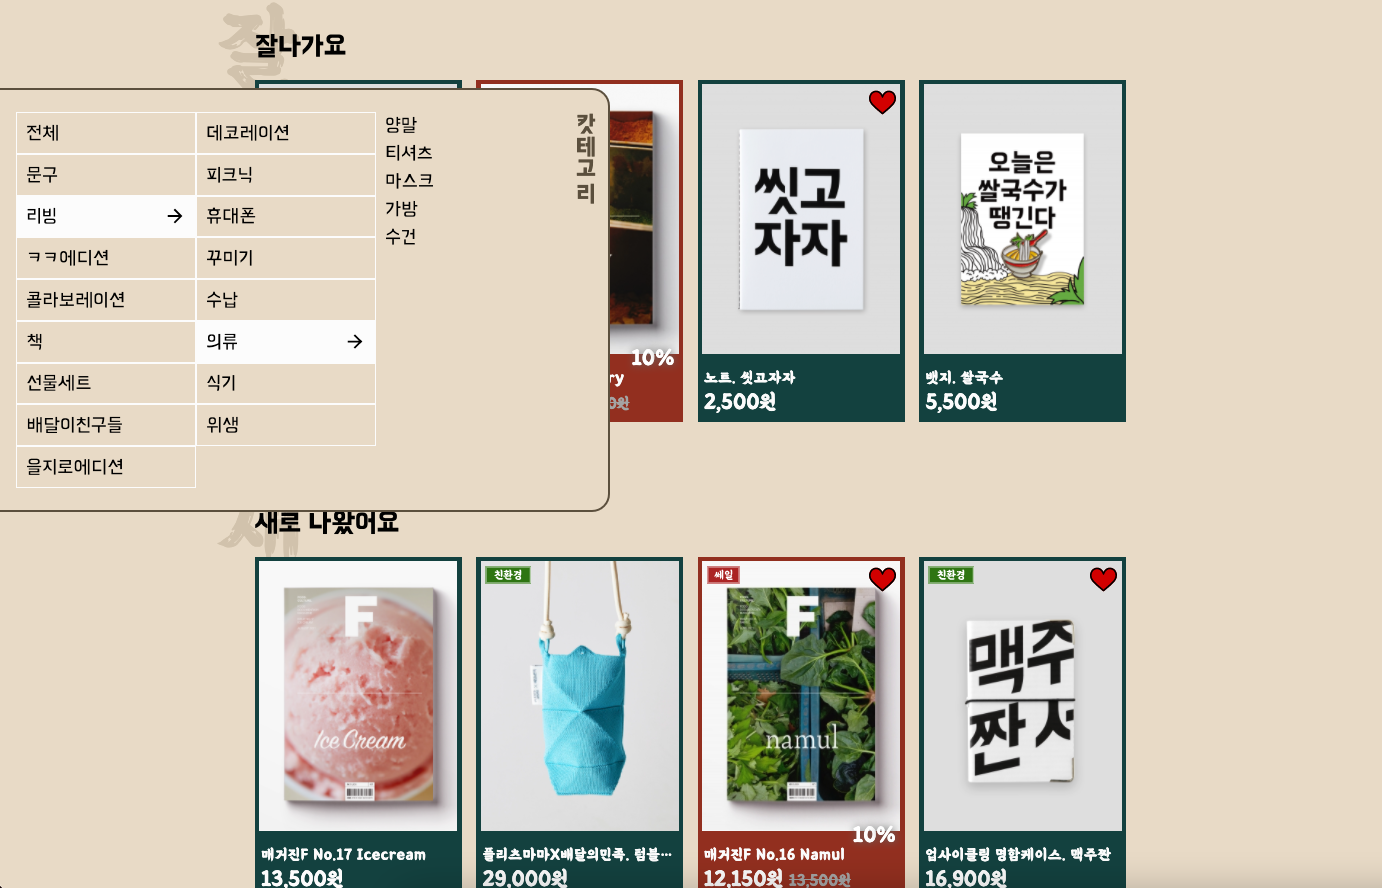 잘
잘나가요
전체
문구
리빙
ㅋㅋ에디션
콜라보레이션
책
선물세트
배달이친구들
을지로에디션
데코레이션
피크닉
휴대폰
꾸미기
수납
의류
식기
위생
양말
티셔츠
마스크
가방
수건
캇테고리
10%
씻고
자자
노트. 씻고자자
2,500원
오늘은
쌀국수가
땡긴다
뱃지. 쌀국수
5,500원
새로 나왔어요
F
Ice Cream
매거진F No.17 Icecream
13,500원
친환경
플리츠마마X배달의민족. 텀블…
29,000원
쎄일
F
namul
10%
매거진F No.16 Namul
12,150원 13,500원
친환경
맥주
짠
업사이클링 명함케이스. 맥주짠
16,900원